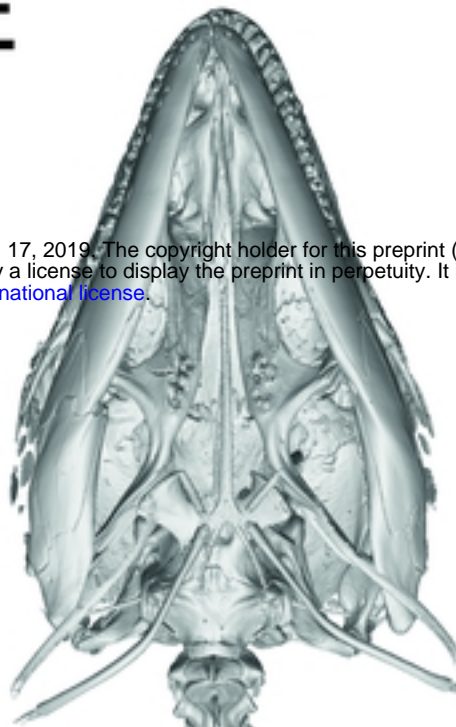 E
17, 2019. The copyright holder for this preprint (
y a license to display the preprint in perpetuity. It
national license.